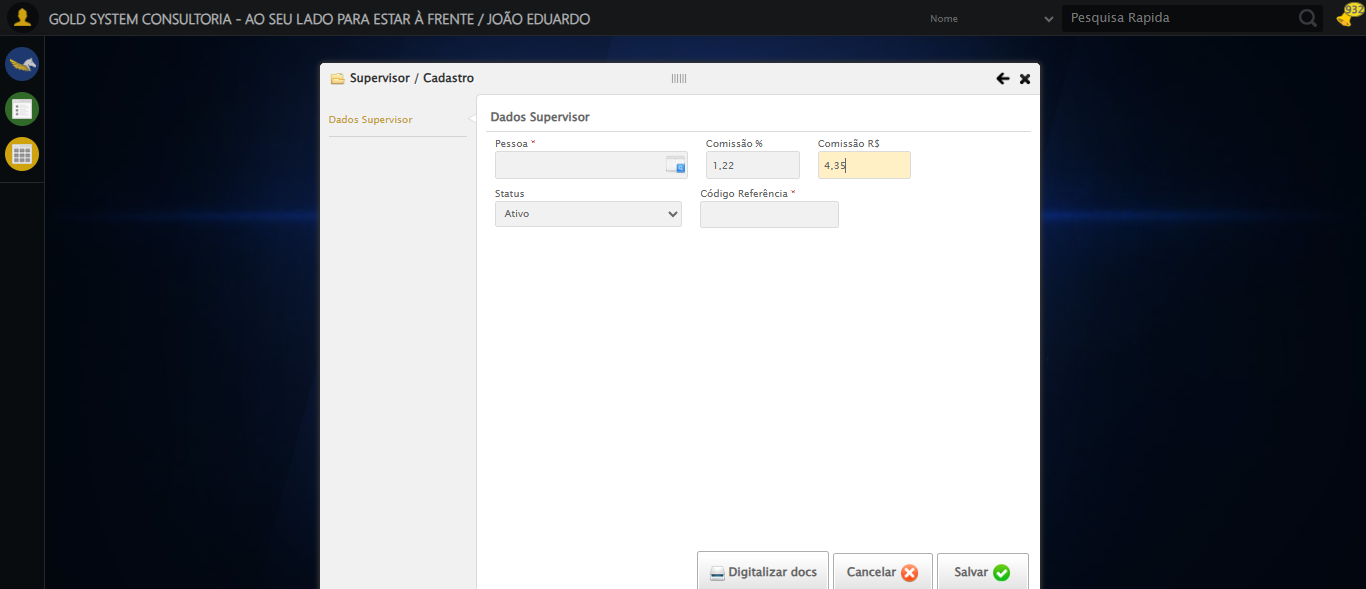 GOLD SYSTEM CONSULTORIA - AO SEU LADO PARA ESTAR À FRENTE / JOÃO EDUARDO
Nome
Pesquisa Rapida
932
Supervisor / Cadastro
Dados Supervisor
Dados Supervisor
Pessoa * Comissão % Comissão R$
1,22 4,35
Status Código Referência *
Ativo
Digitalizar docs Cancelar Salvar